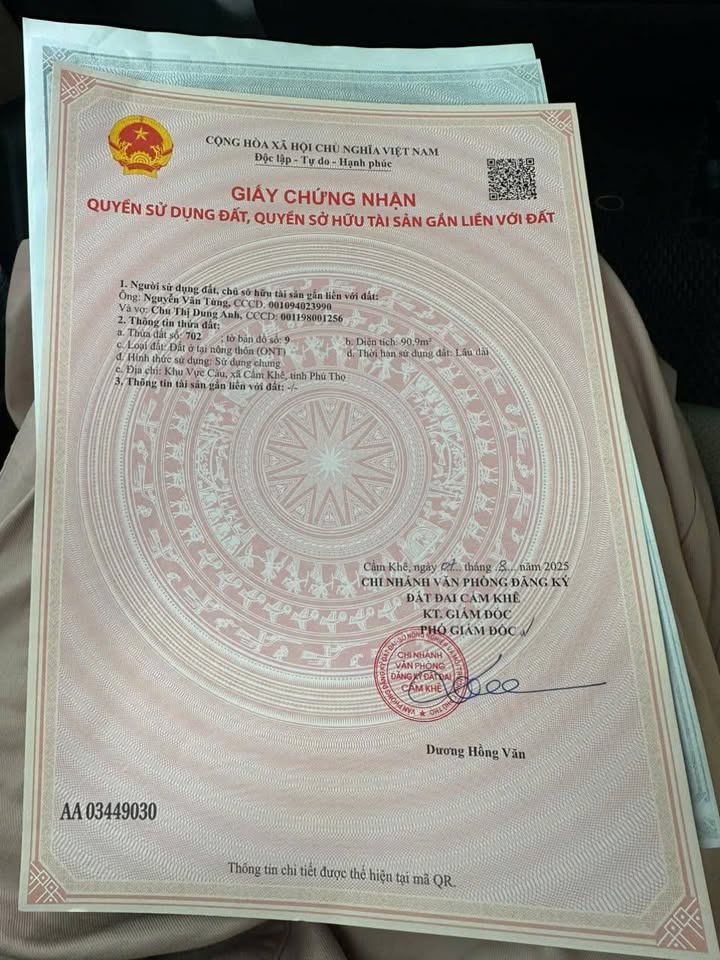 CỘNG HÒA XÃ HỘI CHỦ NGHĨA VIỆT NAM
Độc lập - Tự do - Hạnh phúc
GIẤY CHỨNG NHẬN
QUYỀN SỬ DỤNG ĐẤT, QUYỀN SỞ HỮU TÀI SẢN GẮN LIỀN VỚI ĐẤT
1. Người sử dụng đất, chủ sở hữu tài sản gắn liền với đất:
Ông: Nguyễn Văn Tùng, CCCD: 001094023990
Và vợ: Chu Thị Dung Anh, CCCD: 001198001256
2. Thông tin thửa đất:
a. Thửa đất số: 702 ; tờ bản đồ số: 9 b. Diện tích: 90,9m²
c. Loại đất: Đất ở tại nông thôn (ONT) d. Thời hạn sử dụng đất: Lâu dài
đ. Hình thức sử dụng: Sử dụng chung
e. Địa chỉ: Khu Vực Câu, xã Cẩm Khê, tỉnh Phú Thọ
3. Thông tin tài sản gắn liền với đất: -/-
Cẩm Khê, ngày ... tháng .8... năm 2025
CHI NHÁNH VĂN PHÒNG ĐĂNG KÝ
ĐẤT ĐAI CẨM KHÊ
KT. GIÁM ĐỐC
PHÓ GIÁM ĐỐC
CHI NHÁNH
VĂN PHÒNG
ĐĂNG KÝ ĐẤT ĐAI
CẨM KHÊ
Dương Hồng Vân
AA 03449030
Thông tin chi tiết được thể hiện tại mã QR.